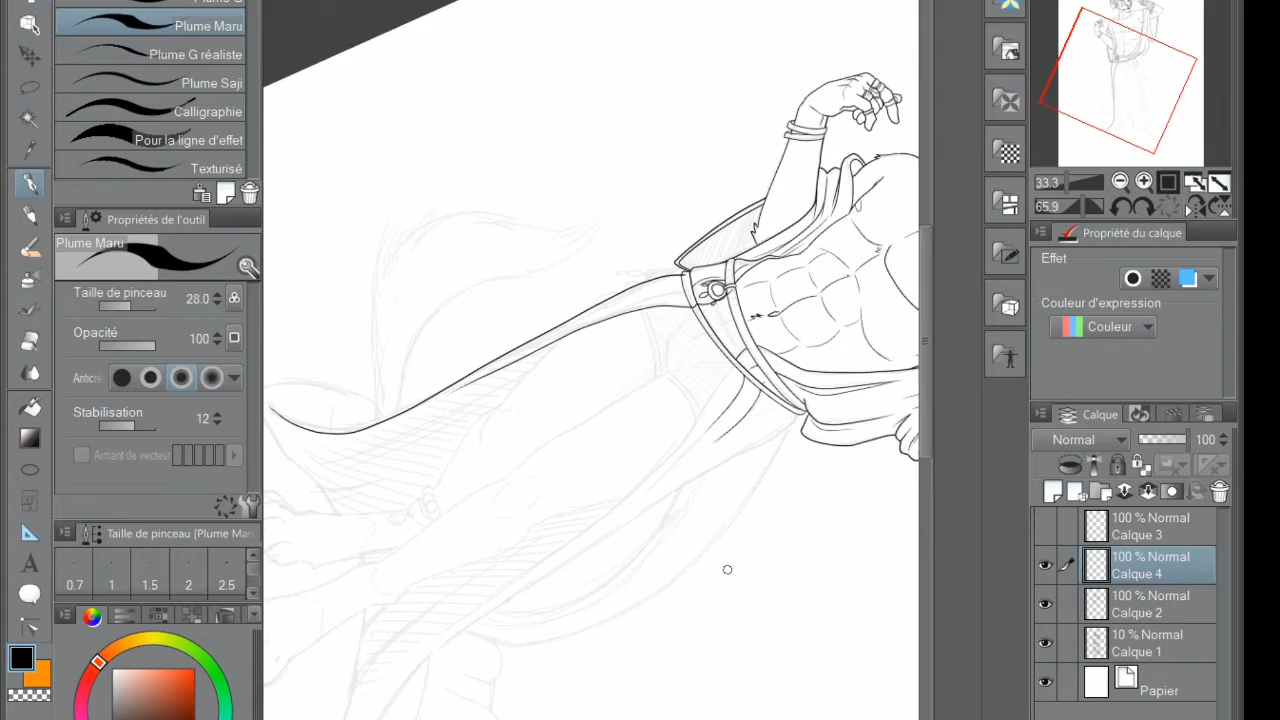 Plume G
Plume Maru
Plume G réaliste
Plume Saji
Calligraphie
Pour la ligne d'effet
Texturisé
Propriétés de l'outil
Plume Maru
Taille de pinceau 28.0
Opacité 100
Anticré
Stabilisation 12
Aimant de vecteur
Taille de pinceau [Plume Mar
0.7 1 1.5 2 2.5
33.3
65.9
Propriété du calque
Effet
Couleur d'expression
Couleur
Calque
Normal 100
100 % Normal
Calque 3
100 % Normal
Calque 4
100 % Normal
Calque 2
10 % Normal
Calque 1
Papier